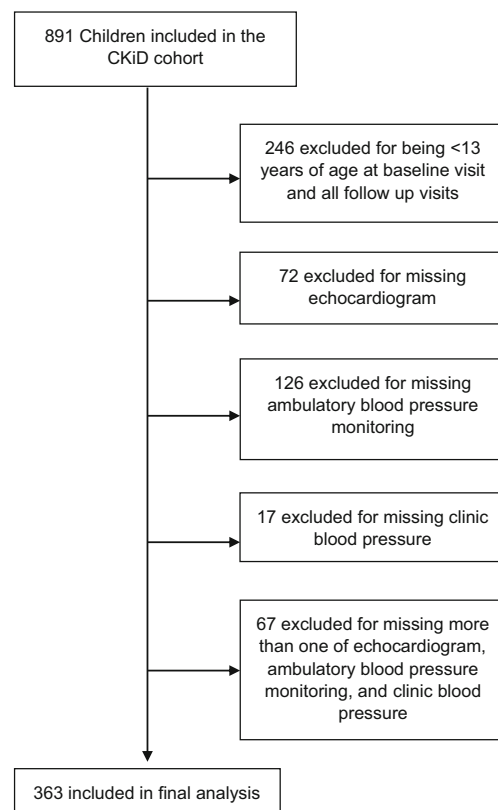 891 Children included in the
CKiD cohort
246 excluded for being <13
years of age at baseline visit
and all follow up visits
72 excluded for missing
echocardiogram
126 excluded for missing
ambulatory blood pressure
monitoring
17 excluded for missing clinic
blood pressure
67 excluded for missing more
than one of echocardiogram,
ambulatory blood pressure
monitoring, and clinic blood
pressure
363 included in final analysis